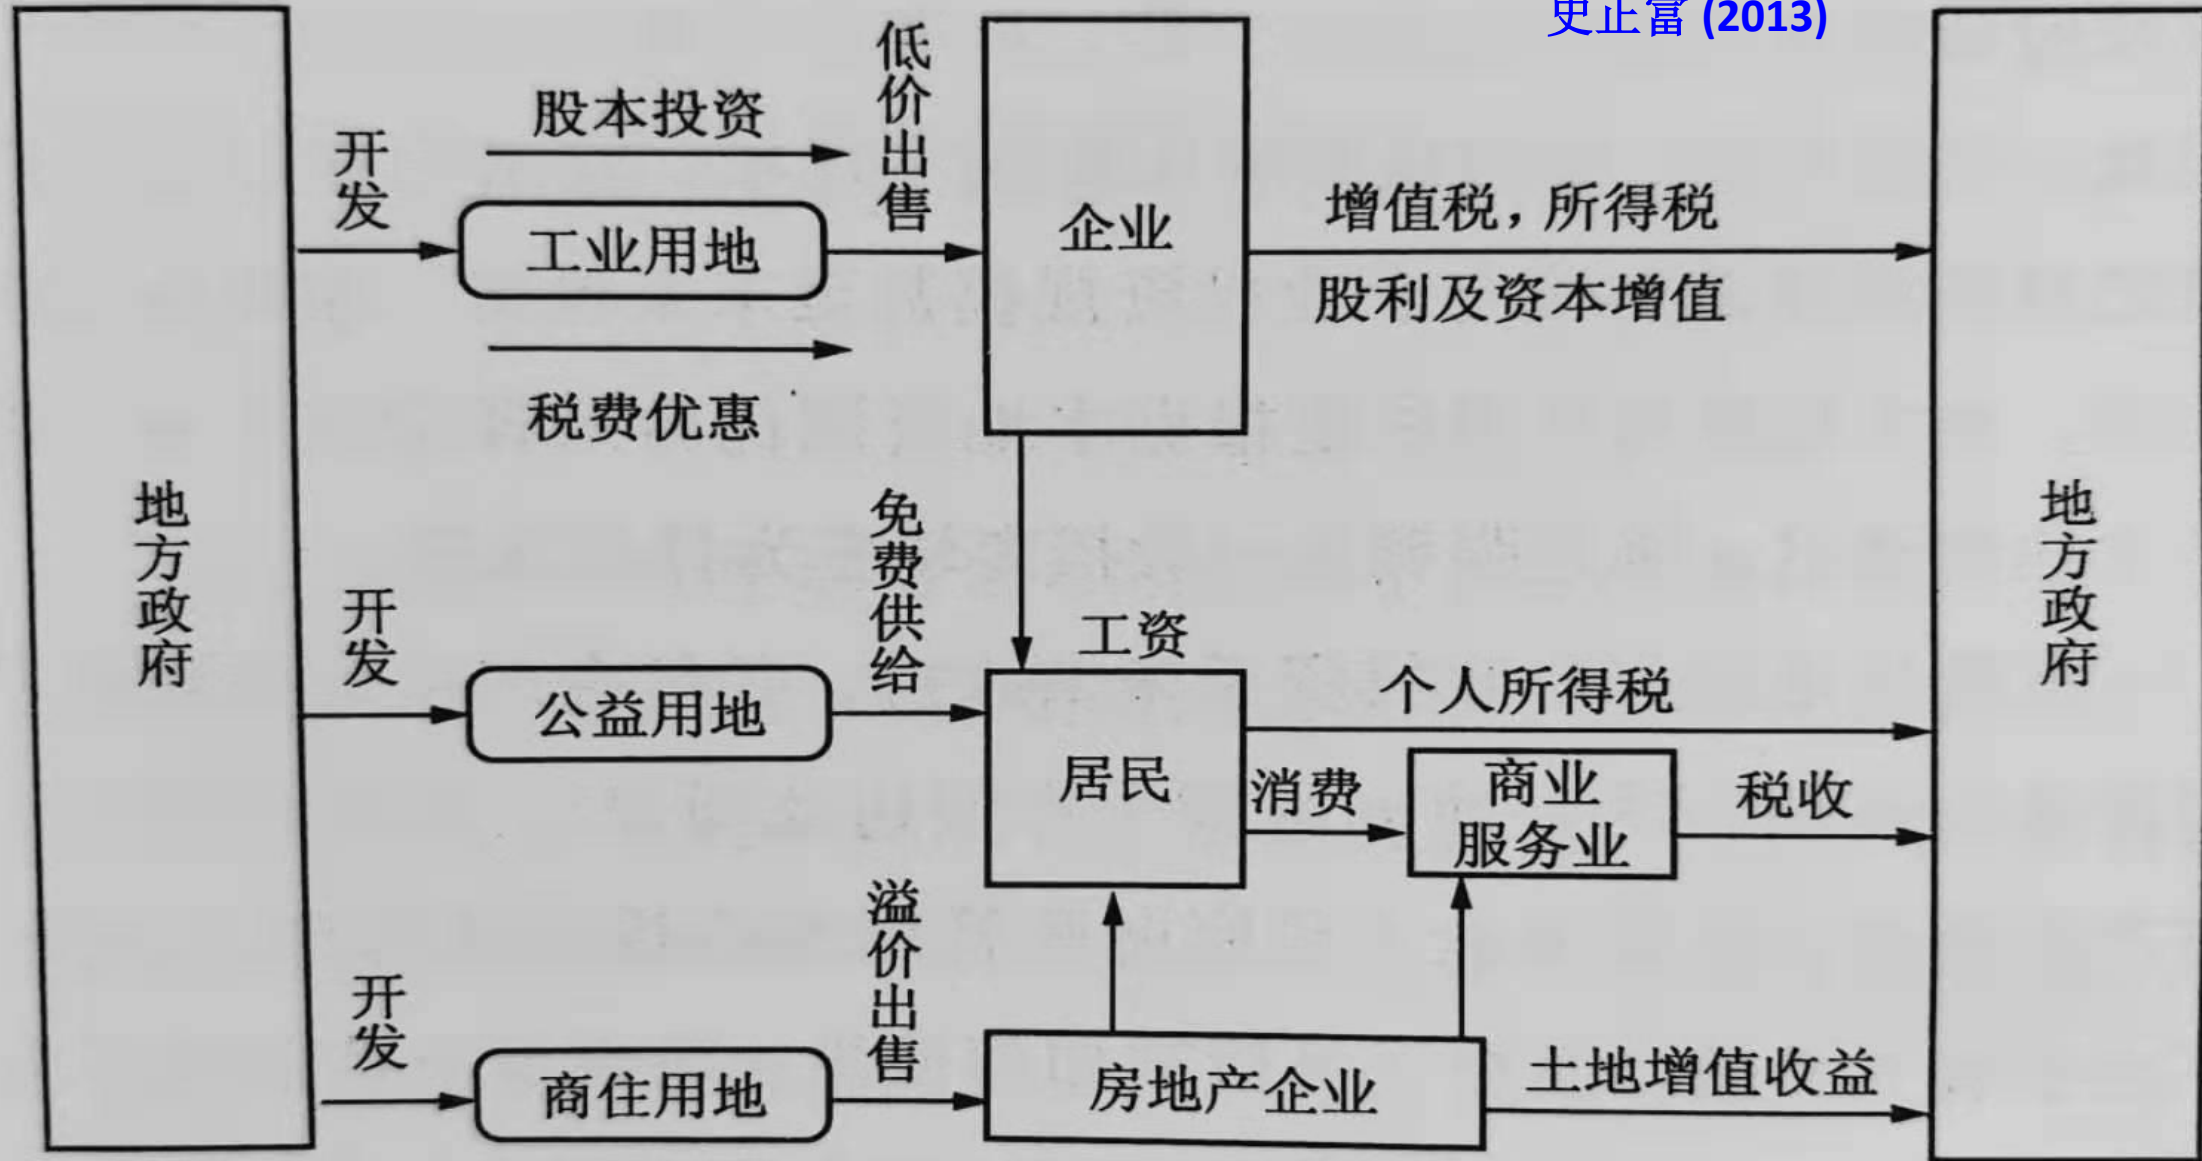 史正富 (2013)
地方政府
开发
股本投资
工业用地
税费优惠
低价出售
企业
增值税，所得税
股利及资本增值
开发
公益用地
免费供给
工资
居民
个人所得税
消费
商业
服务业
税收
开发
商住用地
溢价出售
房地产企业
土地增值收益
地方政府